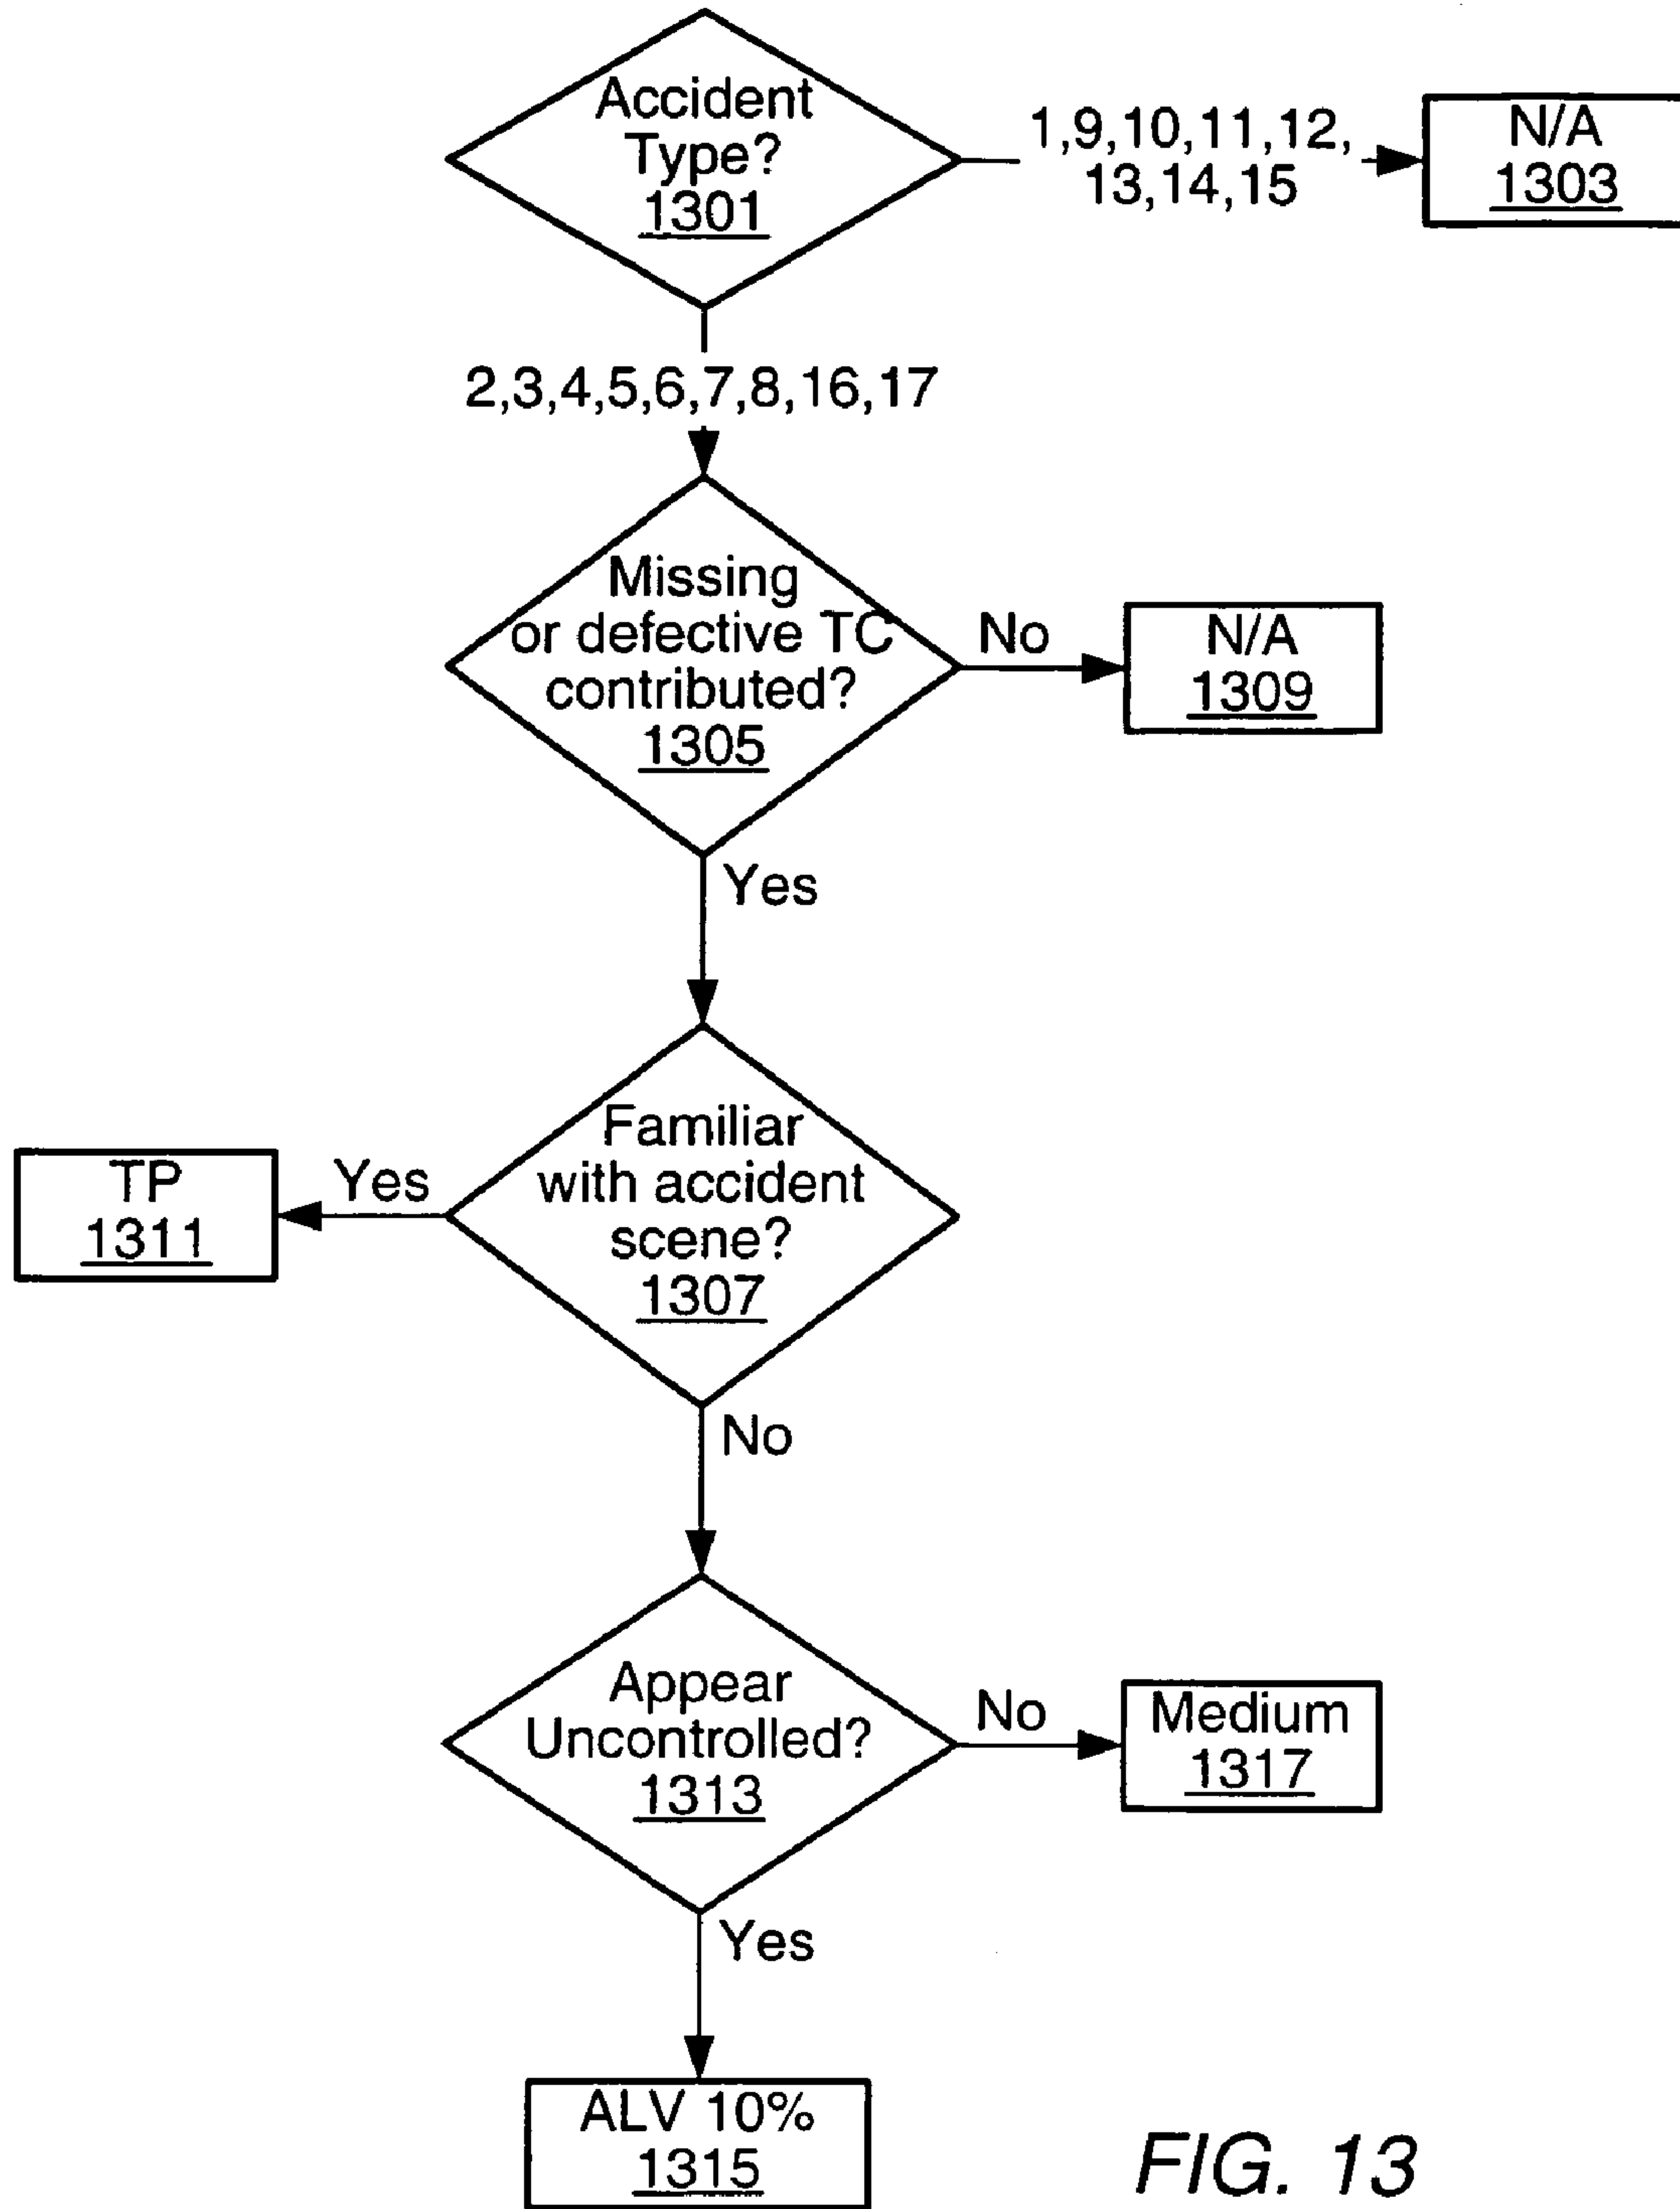 Accident
Type?
1301
1,9,10,11,12,
13,14,15
N/A
1303
2,3,4,5,6,7,8,16,17
Missing
or defective TC
contributed?
1305
No
N/A
1309
Yes
Familiar
with accident
scene?
1307
Yes
TP
1311
No
Appear
Uncontrolled?
1313
No
Medium
1317
Yes
ALV 10%
1315
FIG. 13